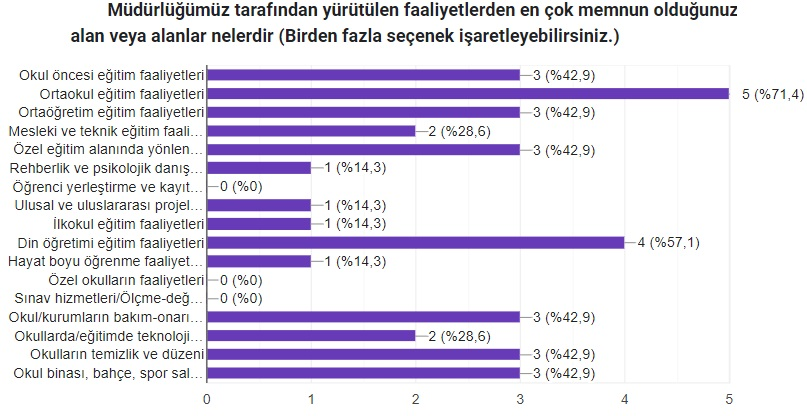 Müdürlüğümüz tarafından yürütülen faaliyetlerden en çok memnun olduğunuz
alan veya alanlar nelerdir (Birden fazla seçenek işaretleyebilirsiniz.)
Okul öncesi eğitim faaliyetleri 3 (%42,9)
Ortaokul eğitim faaliyetleri 5 (%71,4)
Ortaöğretim eğitim faaliyetleri 3 (%42,9)
Mesleki ve teknik eğitim faali… 2 (%28,6)
Özel eğitim alanında yönlen… 3 (%42,9)
Rehberlik ve psikolojik danış… 1 (%14,3)
Öğrenci yerleştirme ve kayıt… 0 (%0)
Ulusal ve uluslararası projel… 1 (%14,3)
İlkokul eğitim faaliyetleri 1 (%14,3)
Din öğretimi eğitim faaliyetleri 4 (%57,1)
Hayat boyu öğrenme faaliyet… 1 (%14,3)
Özel okulların faaliyetleri 0 (%0)
Sınav hizmetleri/Ölçme-değ… 0 (%0)
Okul/kurumların bakım-onarı… 3 (%42,9)
Okullarda/eğitimde teknoloji… 2 (%28,6)
Okulların temizlik ve düzeni 3 (%42,9)
Okul binası, bahçe, spor sal… 3 (%42,9)
0 1 2 3 4 5